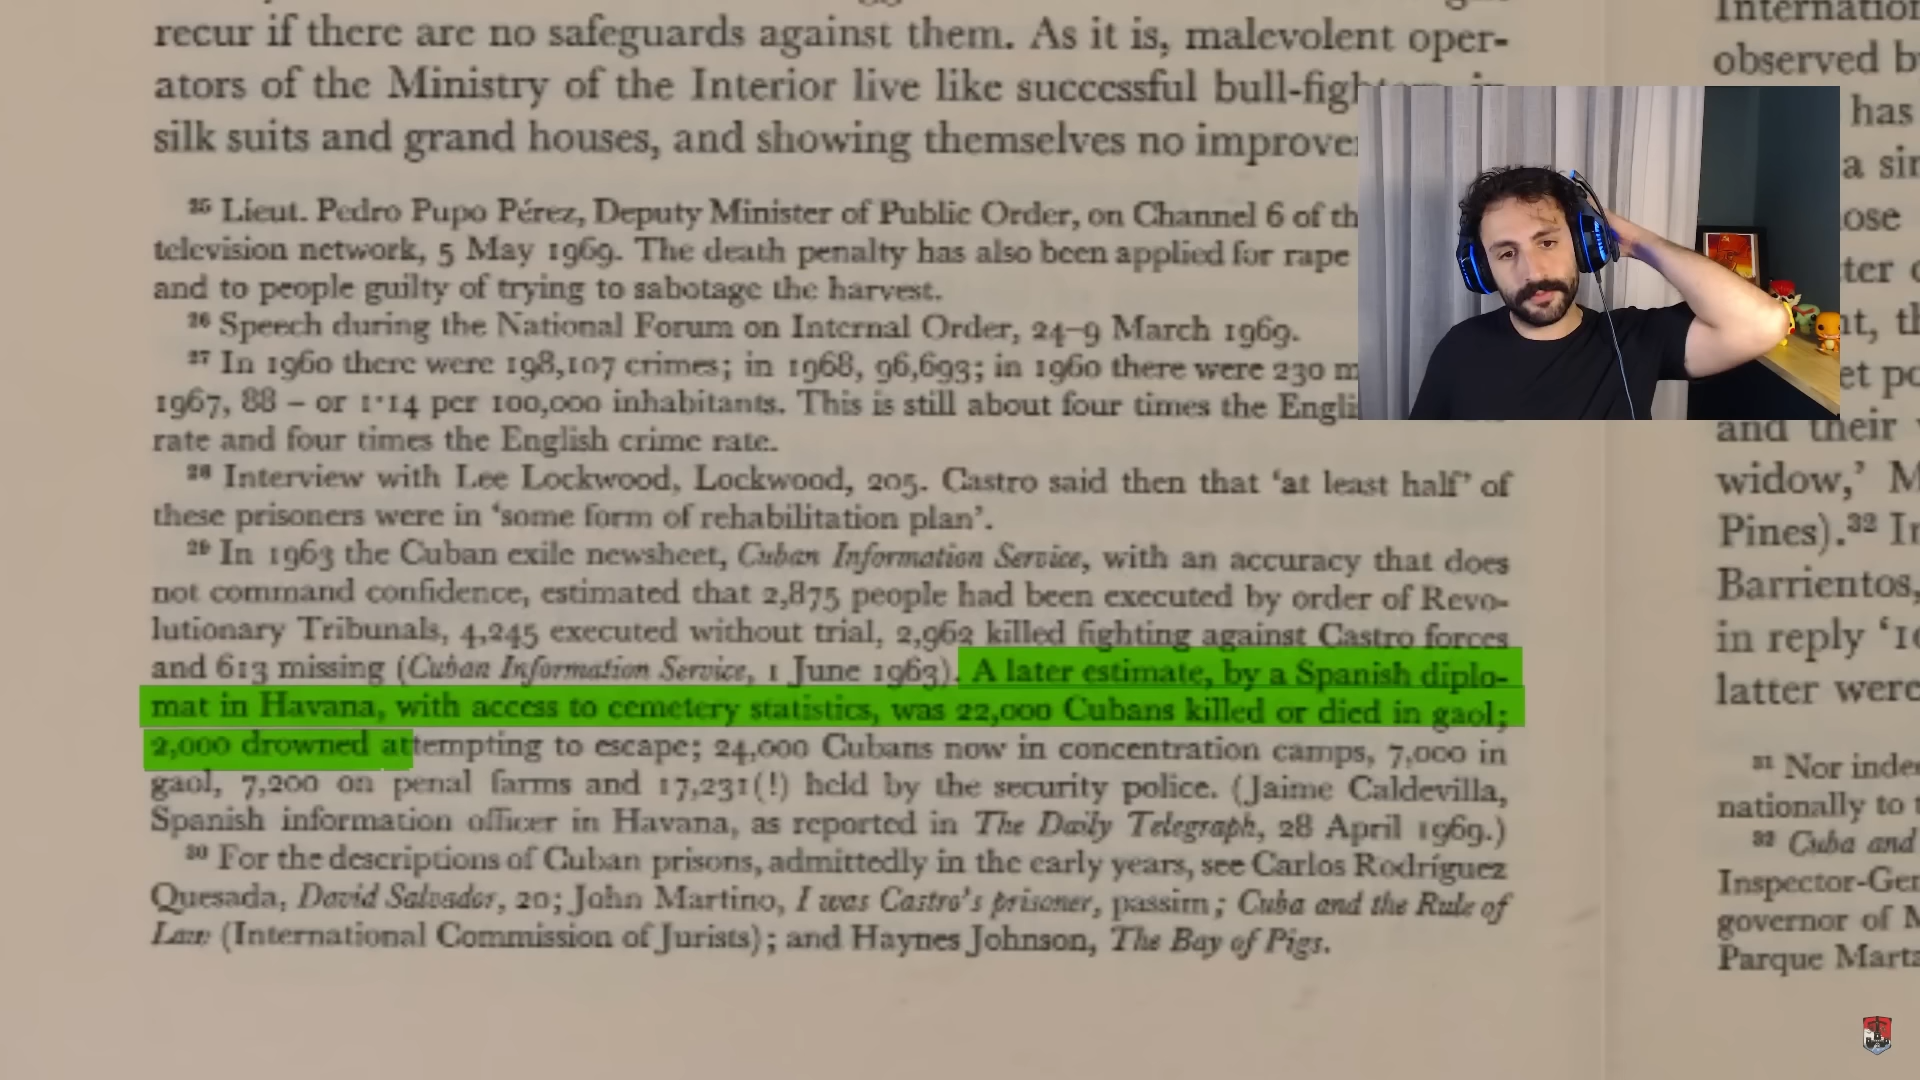 recur if there are no safeguards against them. As it is, malevolent oper-
ators of the Ministry of the Interior live like successful bull-fighters in
silk suits and grand houses, and showing themselves no
25 Lieut. Pedro Pupo Pérez, Deputy Minister of Public Order, on Channel 6 of
television network, 5 May 1969. The death penalty has also been applied for rape
and to people guilty of trying to sabotage the harvest.
26 Speech during the National Forum on Internal Order, 24–9 March 1969.
27 In 1960 there were 198,107 crimes; in 1968, 96,693; in 1960 there were 230
1967, 88 – or 1·14 per 100,000 inhabitants. This is still about four times the
rate and four times the English crime rate.
28 Interview with Lee Lockwood, Lockwood, 205. Castro said then that ‘at least half’ of
these prisoners were in ‘some form of rehabilitation plan’.
29 In 1963 the Cuban exile newsheet, Cuban Information Service, with an accuracy that does
not command confidence, estimated that 2,875 people had been executed by order of Revo-
lutionary Tribunals, 4,245 executed without trial, 2,962 killed fighting against Castro forces
and 613 missing (Cuban Information Service, 1 June 1963). A later estimate, by a Spanish diplo-
mat in Havana, with access to cemetery statistics, was 22,000 Cubans killed or died in gaol;
2,000 drowned attempting to escape; 24,000 Cubans now in concentration camps, 7,000 in
gaol, 7,200 on penal farms and 17,231(!) held by the security police. (Jaime Caldevilla,
Spanish information officer in Havana, as reported in The Daily Telegraph, 28 April 1969.)
30 For the descriptions of Cuban prisons, admittedly in the early years, see Carlos Rodríguez
Quesada, David Salvador, 20; John Martino, I was Castro's prisoner, passim; Cuba and the Rule of
Law (International Commission of Jurists); and Haynes Johnson, The Bay of Pigs.
observed
has
a
and their
widow,’
Pines).32
Barrientos,
in reply
latter were
31 Nor
nationally to
32 Cuba and
governor of